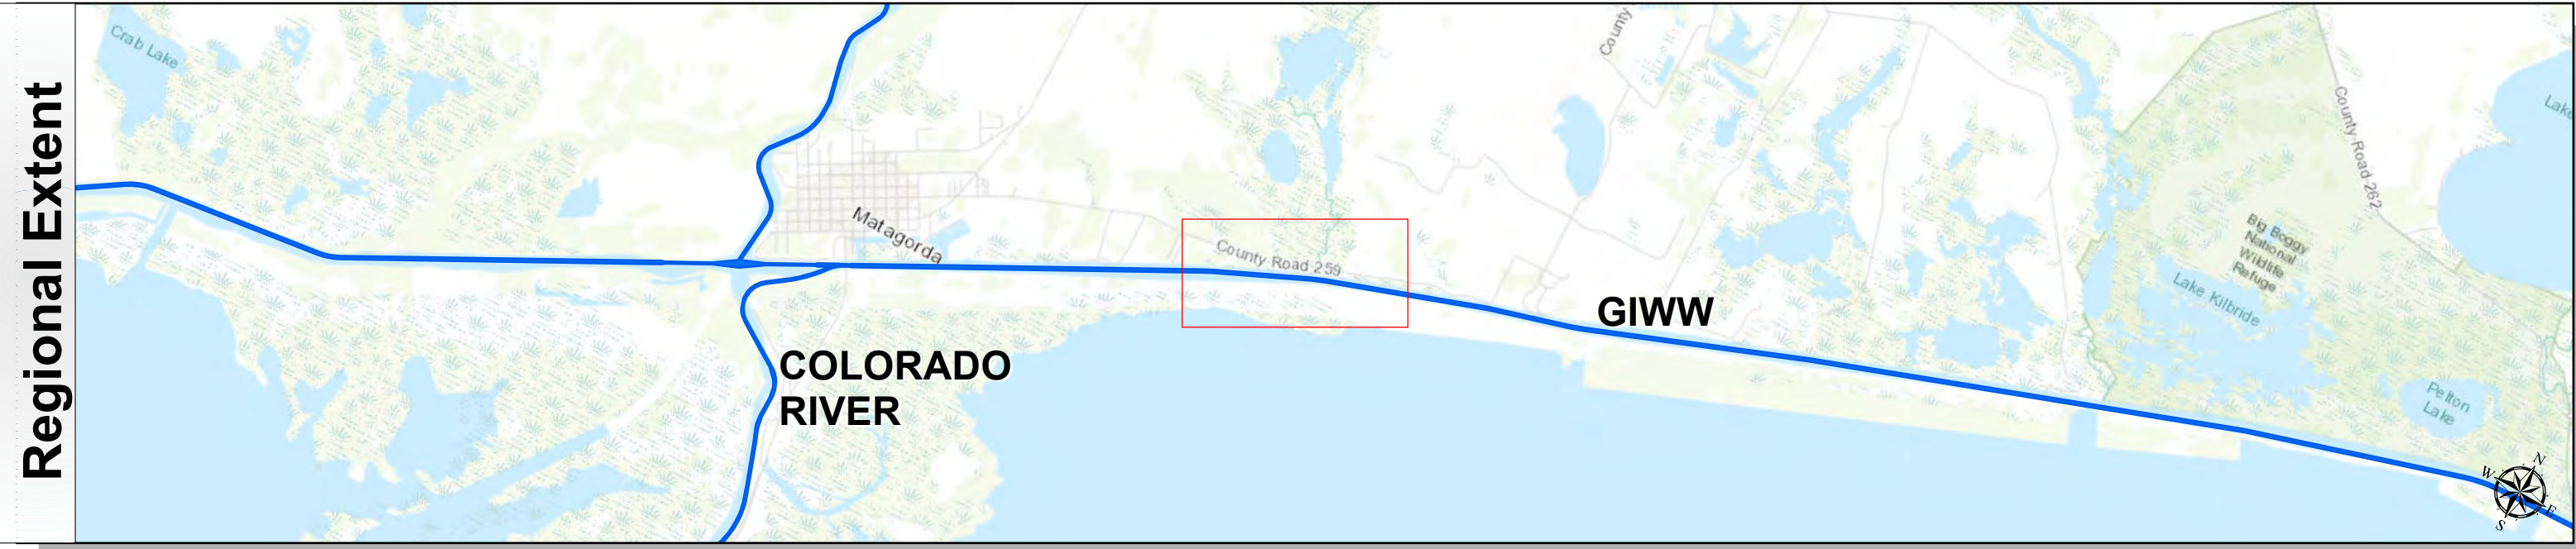 Regional Extent
Crab Lake
County
County Road 262
Lake
Matagorda
County Road 259
Big Boggy
National
Wildlife
Refuge
Lake Kilbride
GIWW
COLORADO
RIVER
Pelton
Lake
N
W
E
S